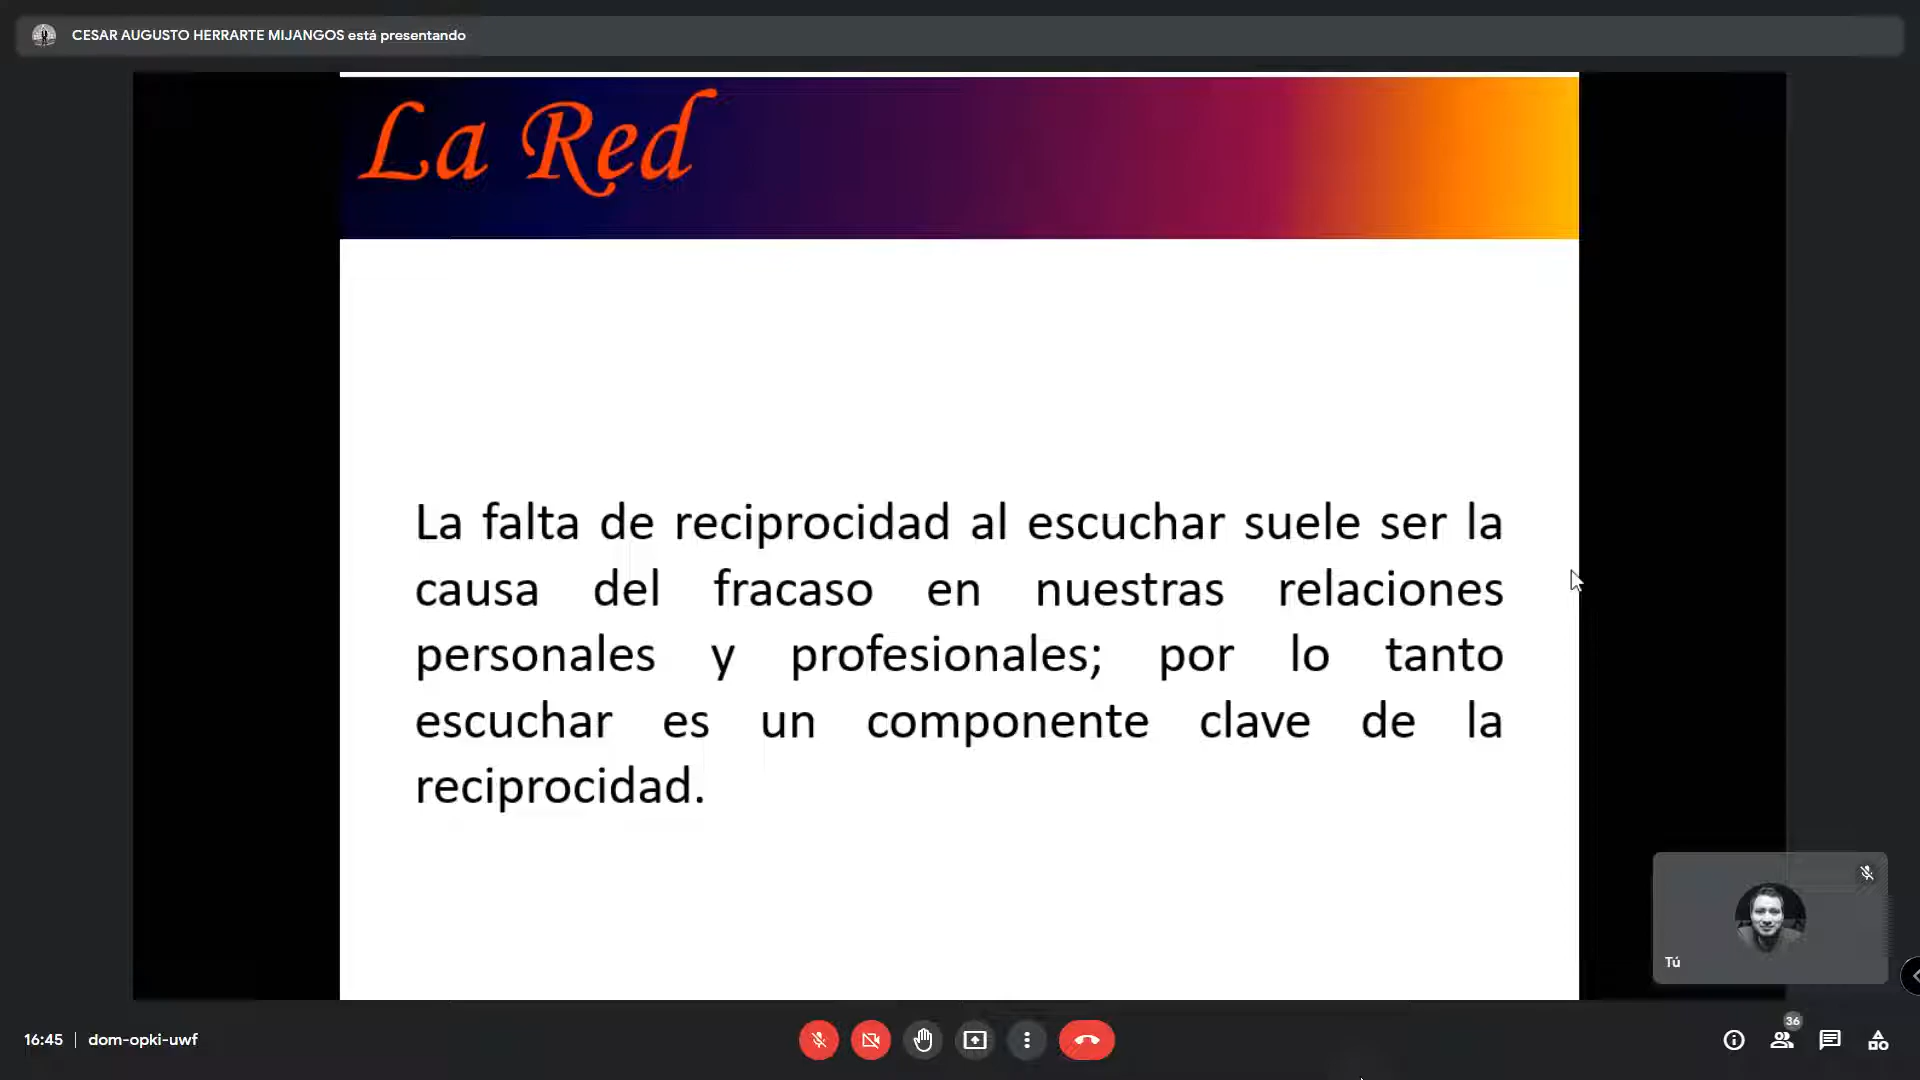 CESAR AUGUSTO HERRARTE MIJANGOS está presentando
La Red
La falta de reciprocidad al escuchar suele ser la
causa del fracaso en nuestras relaciones
personales y profesionales; por lo tanto
escuchar es un componente clave de la
reciprocidad.
Tú
16:45 | dom-opki-uwf
36